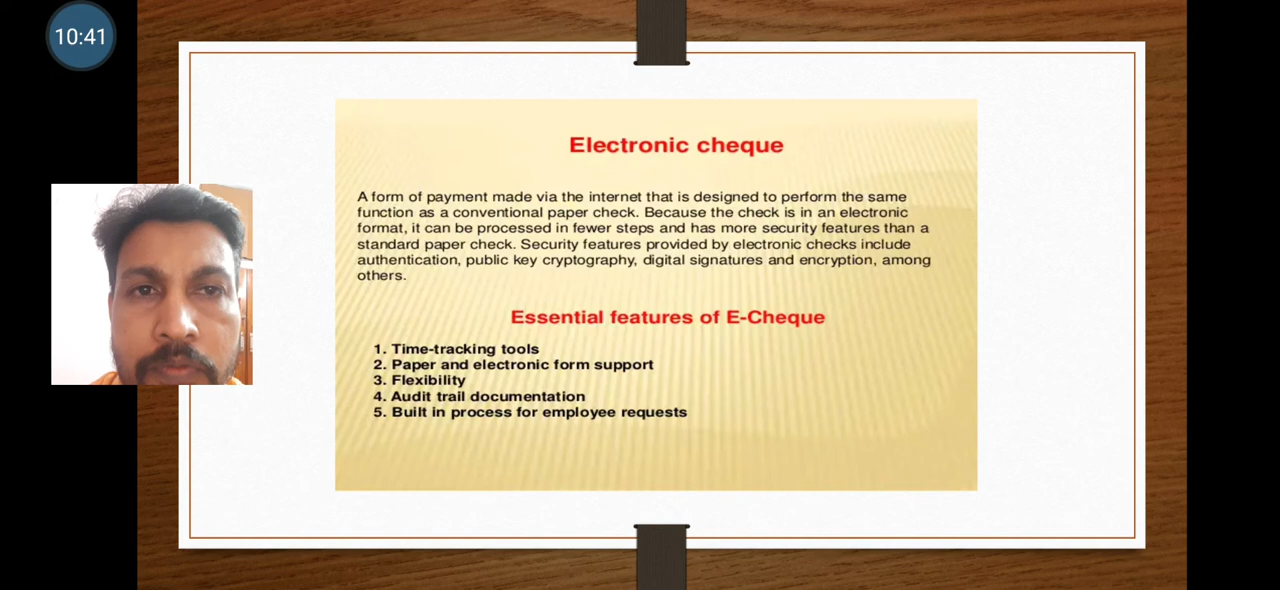 10:41
Electronic cheque
A form of payment made via the internet that is designed to perform the same
function as a conventional paper check. Because the check is in an electronic
format, it can be processed in fewer steps and has more security features than a
standard paper check. Security features provided by electronic checks include
authentication, public key cryptography, digital signatures and encryption, among
others.
Essential features of E-Cheque
1. Time-tracking tools
2. Paper and electronic form support
3. Flexibility
4. Audit trail documentation
5. Built in process for employee requests